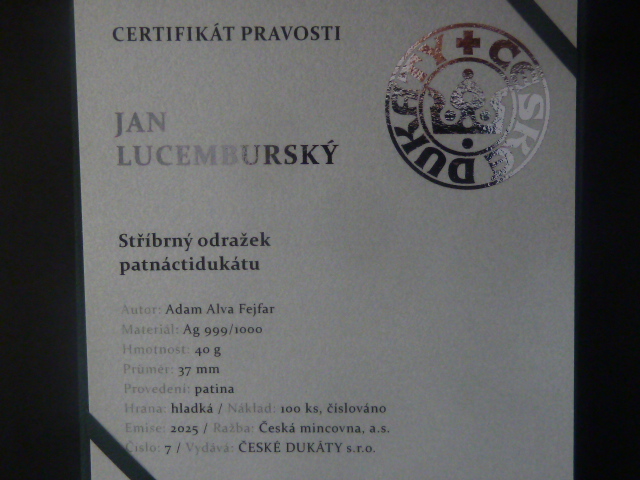 CERTIFIKÁT PRAVOSTI
ČESKÉ DUKÁTY
JAN
LUCEMBURSKÝ
Stříbrný odražek
patnáctidukátu
Autor: Adam Alva Fejfar
Materiál: Ag 999/1000
Hmotnost: 40 g
Průměr: 37 mm
Provedení: patina
Hrana: hladká / Náklad: 100 ks, číslováno
Emise: 2025 / Ražba: Česká mincovna, a.s.
Číslo: 7 / Vydává: ČESKÉ DUKÁTY s.r.o.